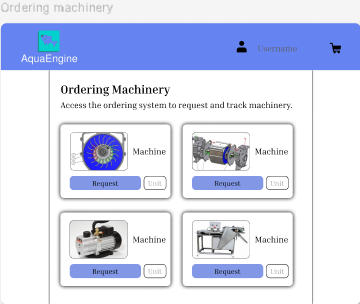 Ordering machinery
AquaEngine
Username
Ordering Machinery
Access the ordering system to request and track machinery.
Machine
Machine
Request
Unit
Request
Unit
Machine
Machine
Request
Unit
Request
Unit